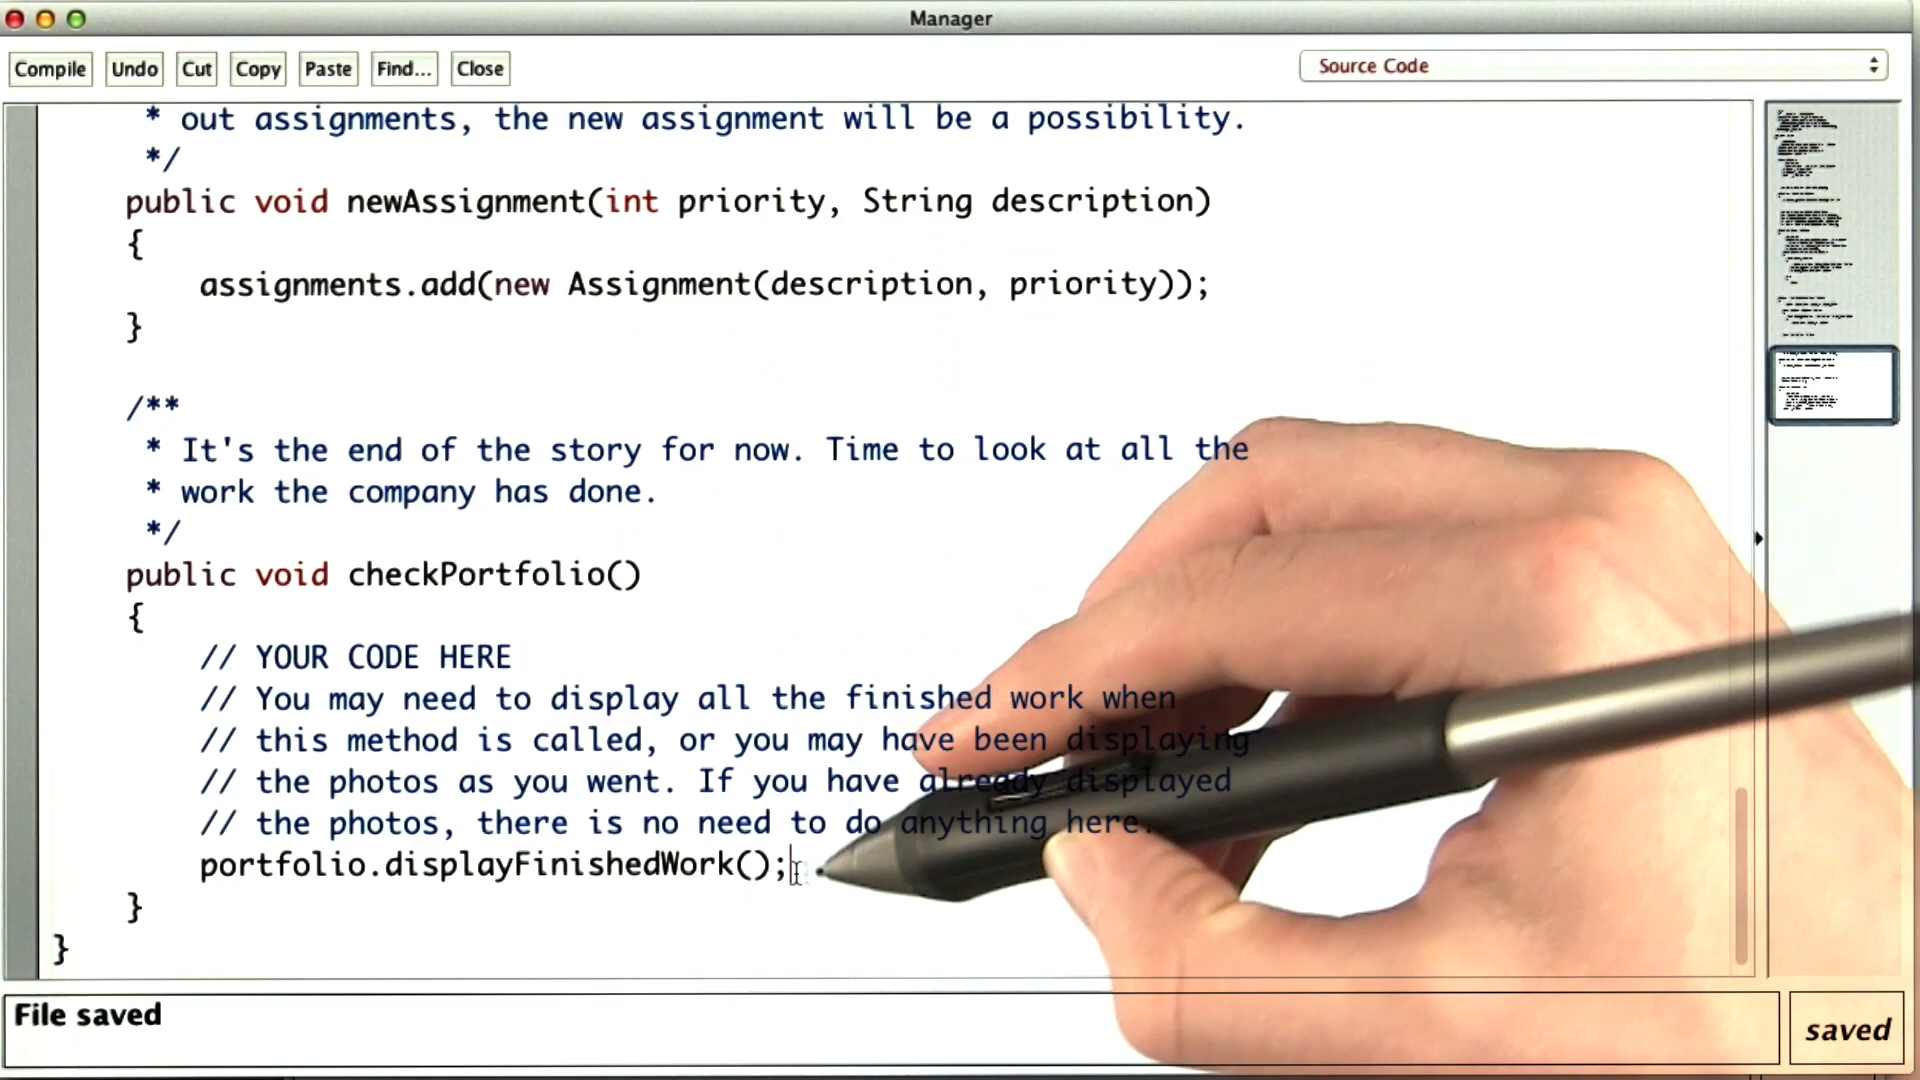 Manager
Compile Undo Cut Copy Paste Find... Close Source Code
* out assignments, the new assignment will be a possibility.
*/
public void newAssignment(int priority, String description)
{
assignments.add(new Assignment(description, priority));
}
/**
* It's the end of the story for now. Time to look at all the
* work the company has done.
*/
public void checkPortfolio()
{
// YOUR CODE HERE
// You may need to display all the finished work when
// this method is called, or you may have been displaying
// the photos as you went. If you have already displayed
// the photos, there is no need to do anything here.
portfolio.displayFinishedWork();
}
}
File saved
saved